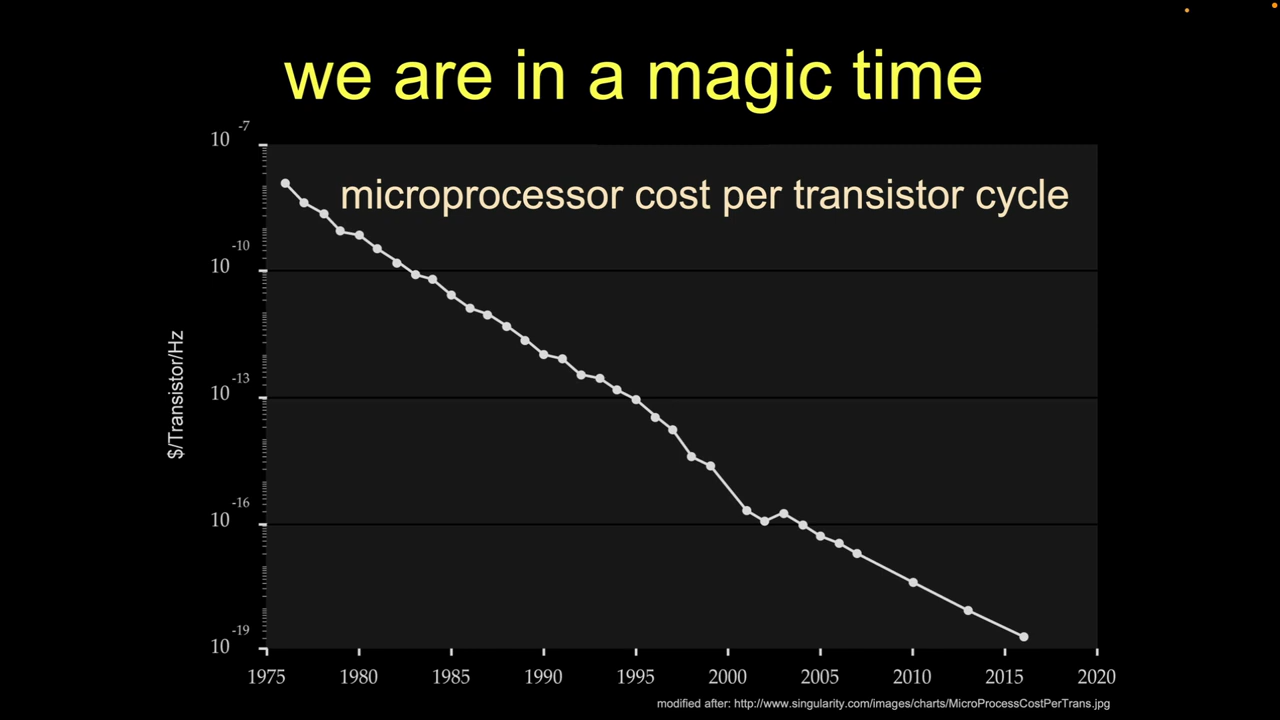 we are in a magic time
microprocessor cost per transistor cycle
$/Transistor/Hz
10 -7
10 -10
10 -13
10 -16
10 -19
1975 1980 1985 1990 1995 2000 2005 2010 2015 2020
modified after: http://www.singularity.com/images/charts/MicroProcessCostPerTrans.jpg